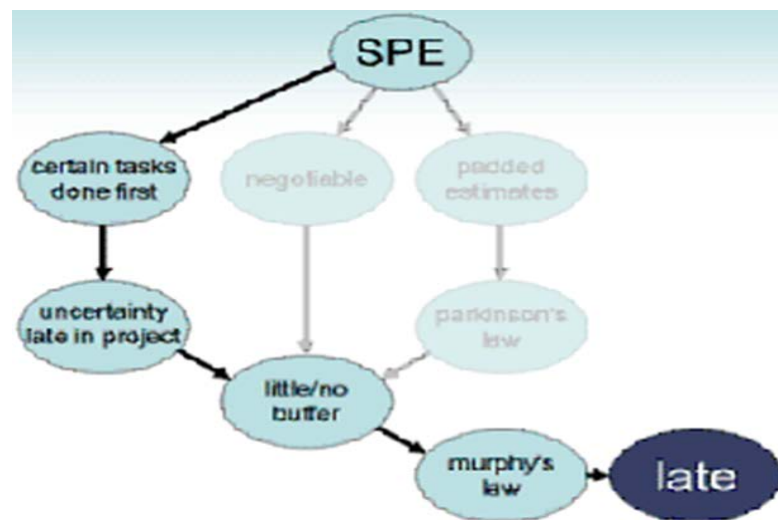 SPE
certain tasks
done first
negotiable
padded
estimates
uncertainty
late in project
parkinson's
law
little/no
buffer
murphy's
law
late